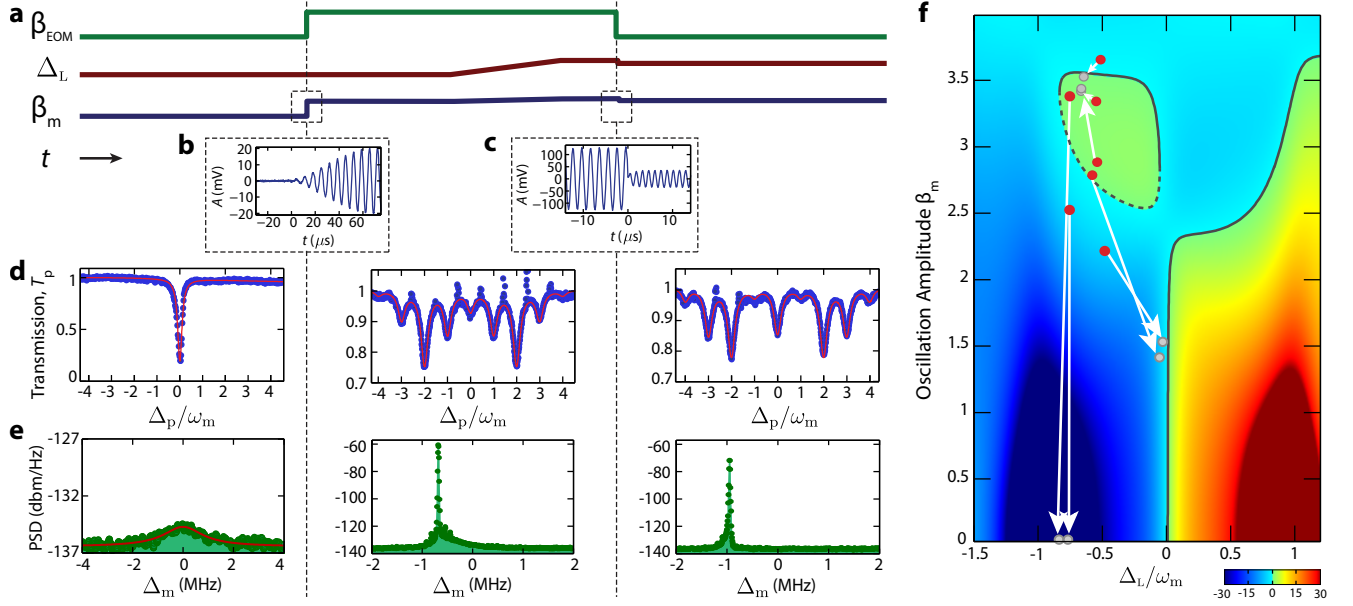 a
β_EOM
Δ_L
β_m
t
b
20
10
0
−10
−20
A (mV)
−20 0 20 40 60
t (μs)
c
100
50
0
−50
−100
A (mV)
−10 0 10
t (μs)
d
Transmission, T_p
1
0.5
0
-4 -3 -2 -1 0 1 2 3 4
Δ_p/ω_m
1
0.9
0.8
0.7
-4 -3 -2 -1 0 1 2 3 4
Δ_p/ω_m
1
0.9
0.8
0.7
-4 -3 -2 -1 0 1 2 3 4
Δ_p/ω_m
e
PSD (dbm/Hz)
-127
-132
-137
-4 -2 0 2 4
Δ_m (MHz)
-60
-80
-100
-120
-140
-2 -1 0 1 2
Δ_m (MHz)
-60
-80
-100
-120
-140
-2 -1 0 1 2
Δ_m (MHz)
f
Oscillation Amplitude β_m
3.5
3
2.5
2
1.5
1
0.5
0
-1.5 -1 -0.5 0 0.5 1
Δ_L/ω_m
-30 -15 0 15 30